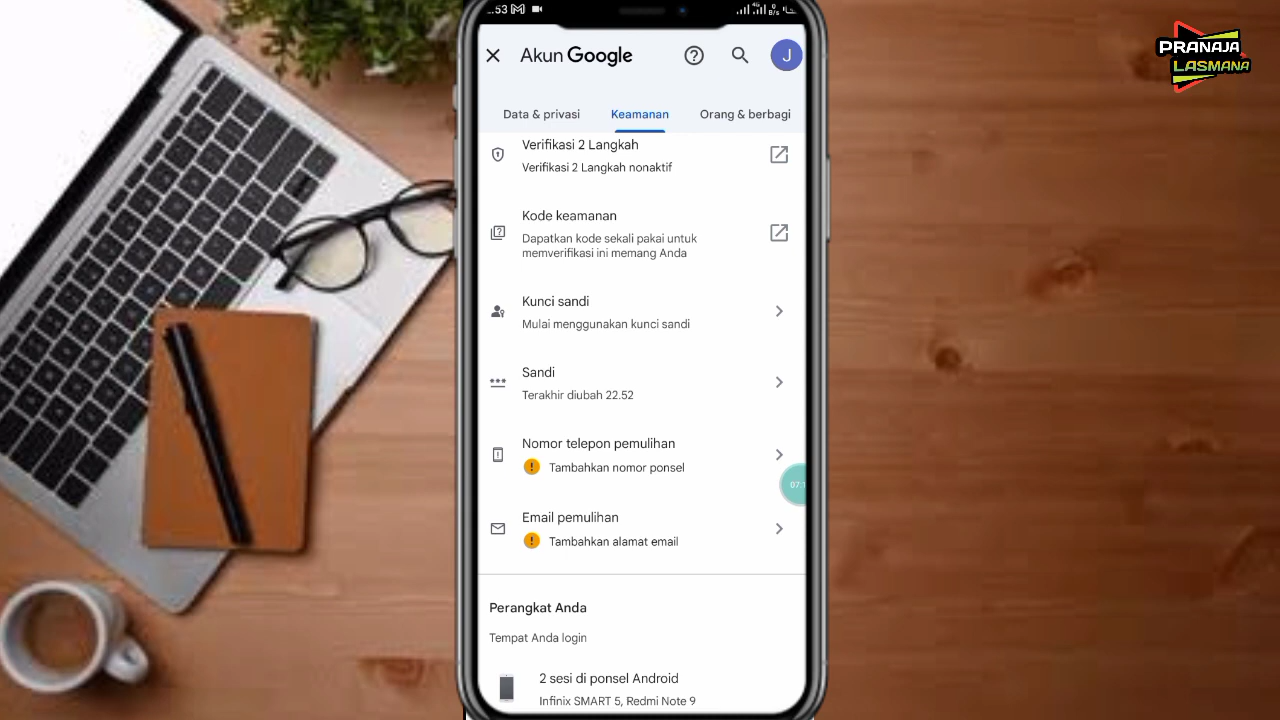 PRANAJA
LASMANA
Akun Google
J
Data & privasi
Keamanan
Orang & berbagi
Verifikasi 2 Langkah
Verifikasi 2 Langkah nonaktif
Kode keamanan
Dapatkan kode sekali pakai untuk
memverifikasi ini memang Anda
Kunci sandi
Mulai menggunakan kunci sandi
Sandi
Terakhir diubah 22.52
Nomor telepon pemulihan
Tambahkan nomor ponsel
Email pemulihan
Tambahkan alamat email
Perangkat Anda
Tempat Anda login
2 sesi di ponsel Android
Infinix SMART 5, Redmi Note 9